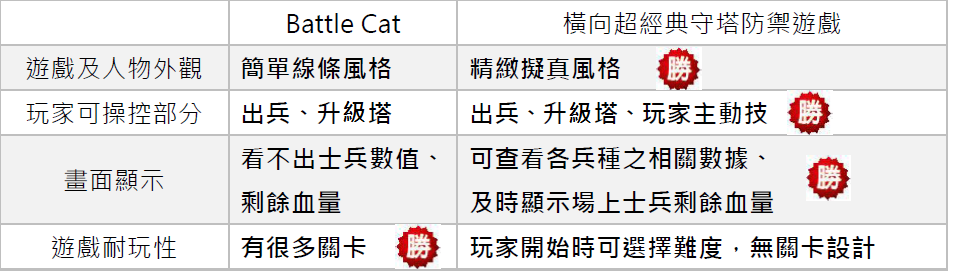 Battle Cat
橫向超經典守塔防禦遊戲
遊戲及人物外觀
簡單線條風格
精緻擬真風格 勝
玩家可操控部分
出兵、升級塔
出兵、升級塔、玩家主動技 勝
畫面顯示
看不出士兵數值、
剩餘血量
可查看各兵種之相關數據、
及時顯示場上士兵剩餘血量
勝
遊戲耐玩性
有很多關卡 勝
玩家開始時可選擇難度，無關卡設計